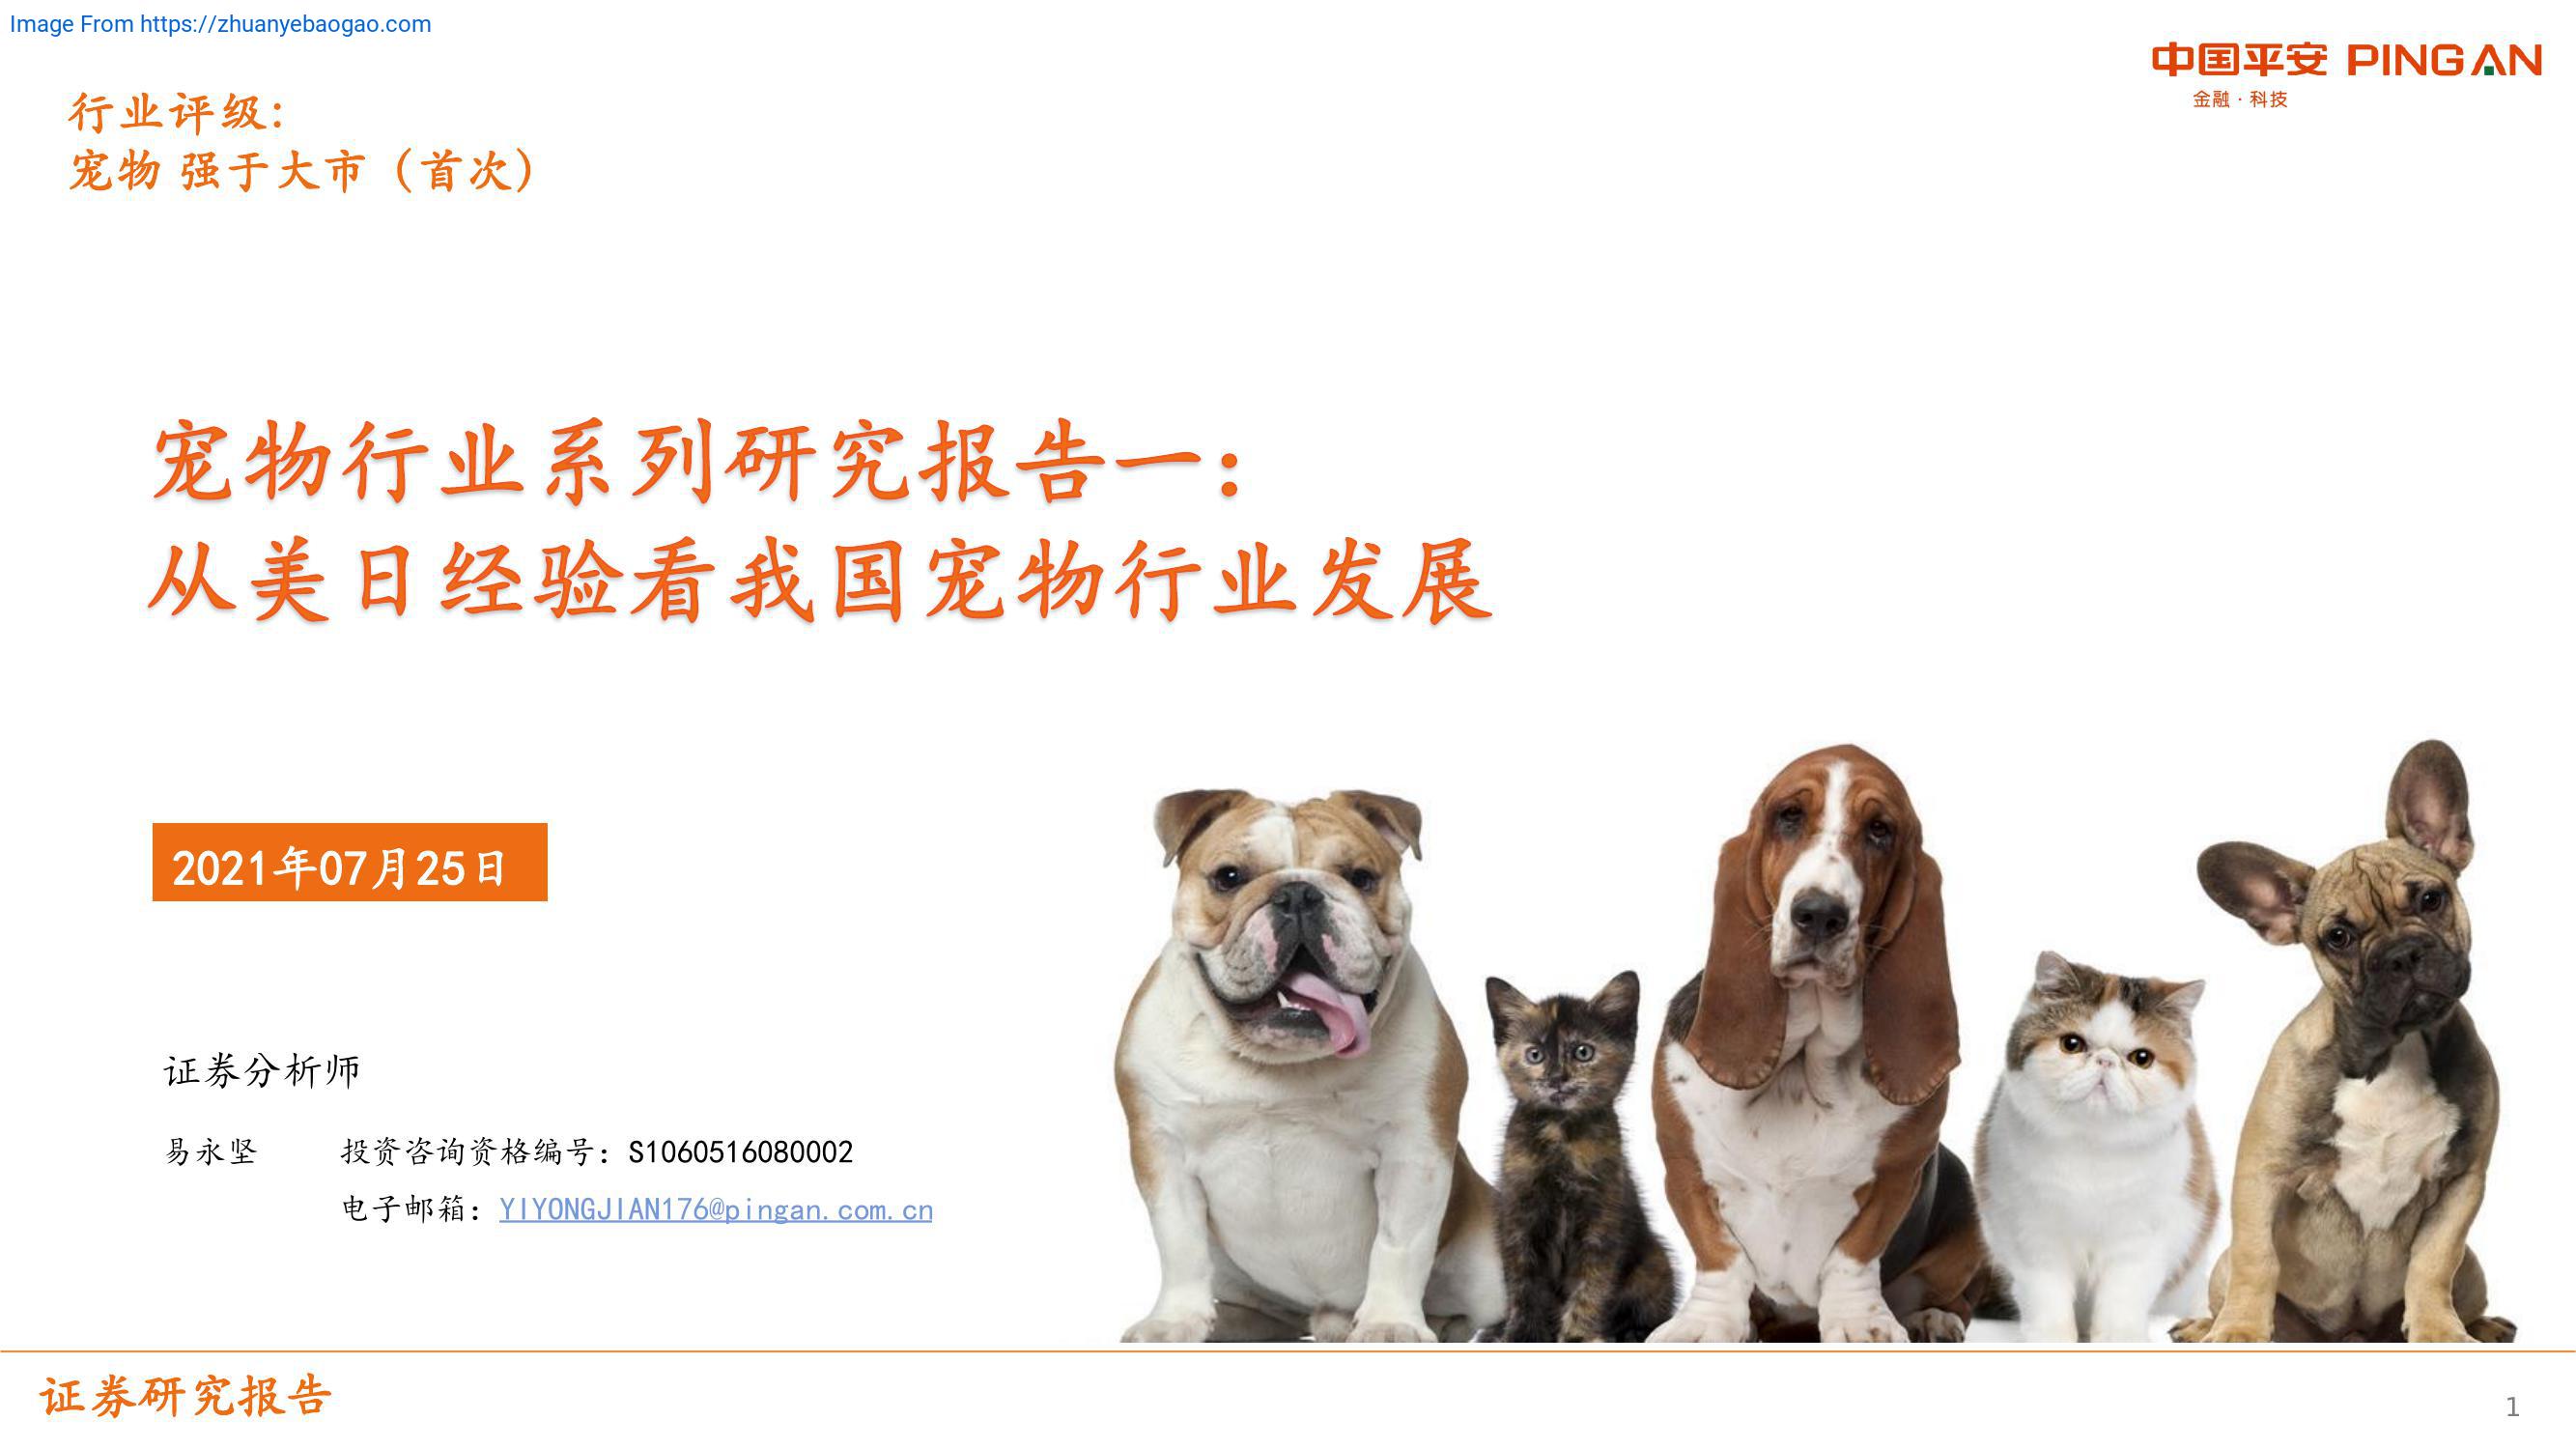 Image From https://zhuanyebaogao.com
中国平安 PINGAN
金融·科技
行业评级：
宠物 强于大市（首次）
宠物行业系列研究报告一：
从美日经验看我国宠物行业发展
2021年07月25日
证券分析师
易永坚 投资咨询资格编号：S1060516080002
电子邮箱：YIYONGJIAN176@pingan.com.cn
证券研究报告
1